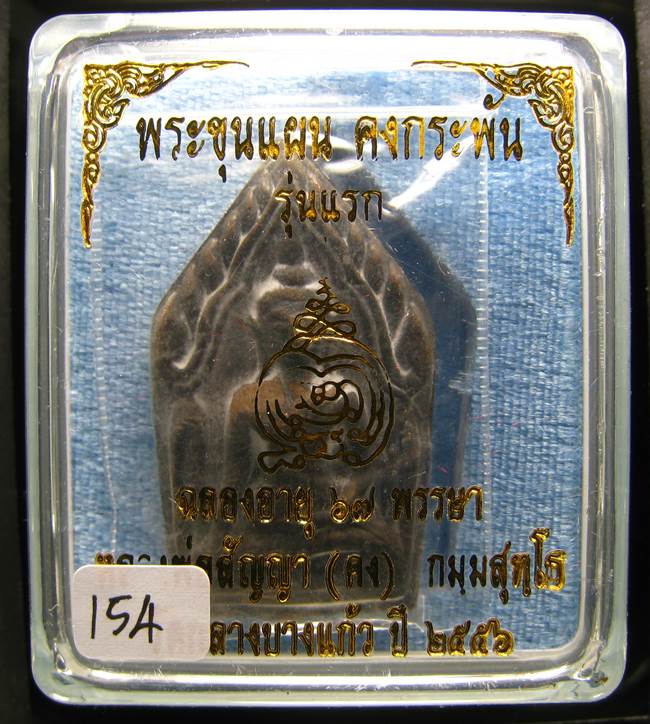 พระขุนแผน คงกระพัน
รุ่นแรก
ฉลองอายุ ๖๗ พรรษา
สัญญา (คง) กมฺมสุทฺโธ
กลางบางแก้ว ปี ๒๕๕๖
154